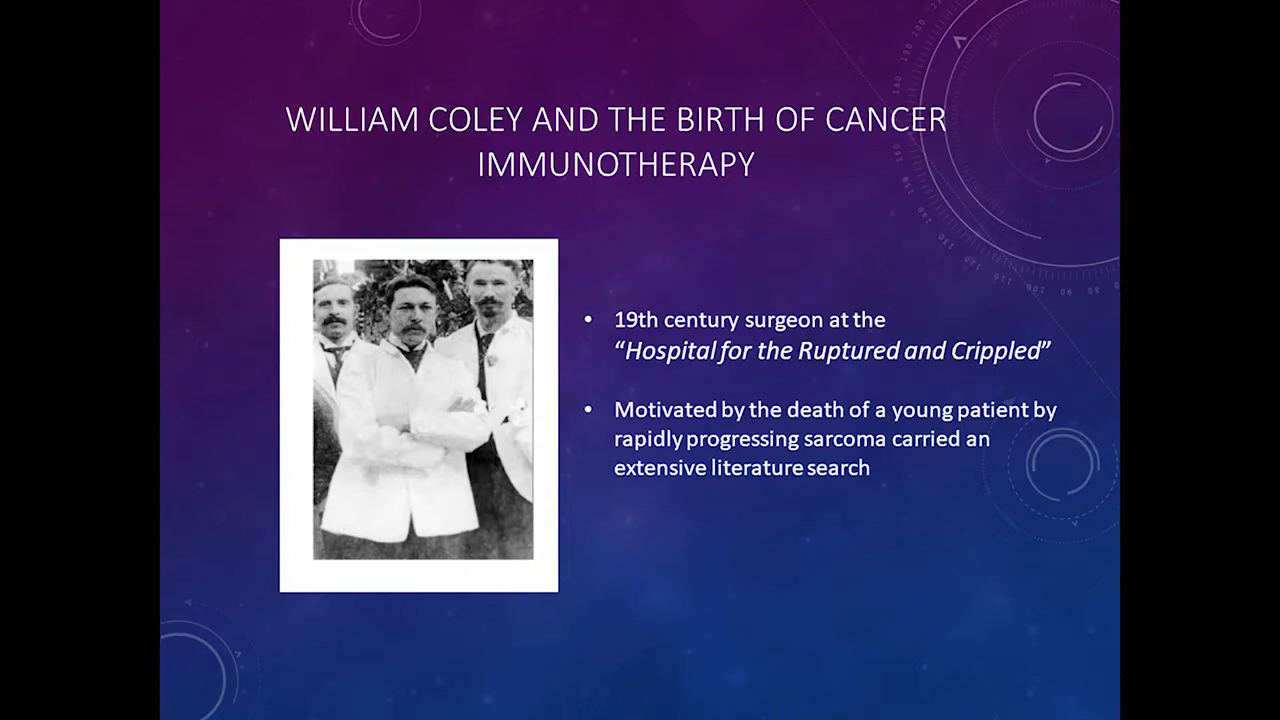 WILLIAM COLEY AND THE BIRTH OF CANCER
IMMUNOTHERAPY
• 19th century surgeon at the
“Hospital for the Ruptured and Crippled”
• Motivated by the death of a young patient by
rapidly progressing sarcoma carried an
extensive literature search